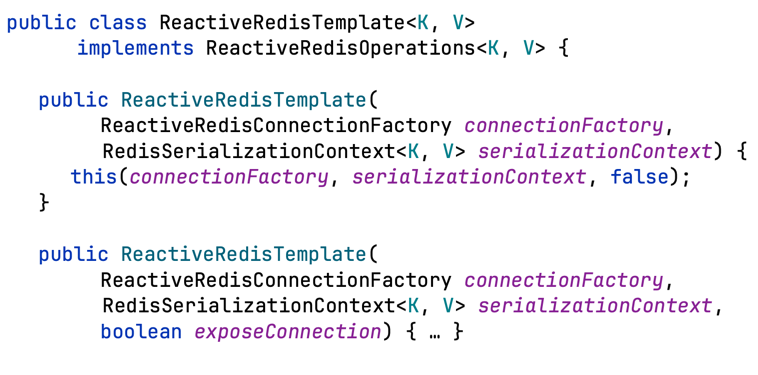 public class ReactiveRedisTemplate<K, V>
implements ReactiveRedisOperations<K, V> {
public ReactiveRedisTemplate(
ReactiveRedisConnectionFactory connectionFactory,
RedisSerializationContext<K, V> serializationContext) {
this(connectionFactory, serializationContext, false);
}
public ReactiveRedisTemplate(
ReactiveRedisConnectionFactory connectionFactory,
RedisSerializationContext<K, V> serializationContext,
boolean exposeConnection) { … }